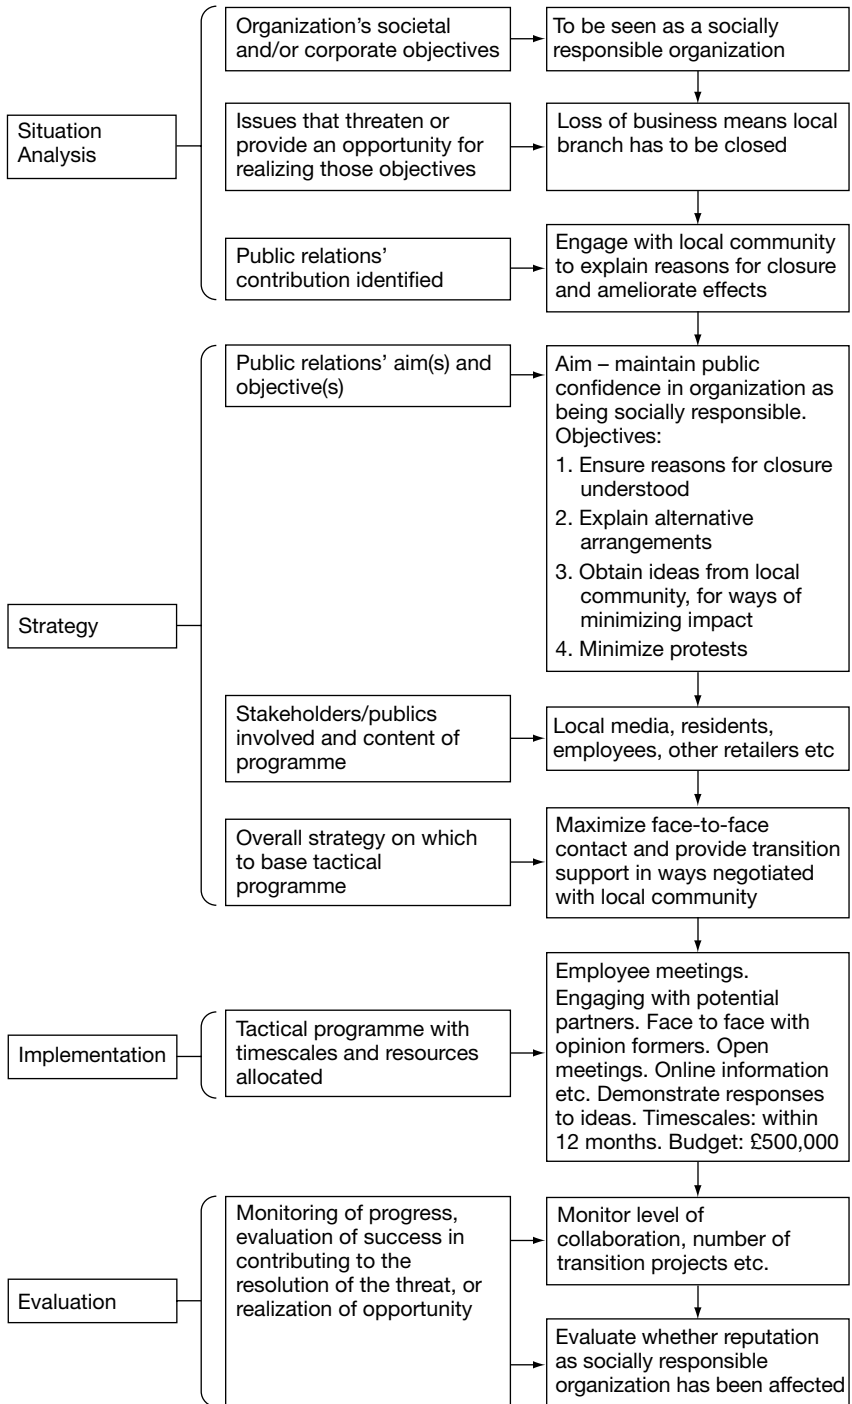 Organization's societal
and/or corporate objectives
To be seen as a socially
responsible organization
Situation
Analysis
Issues that threaten or
provide an opportunity for
realizing those objectives
Loss of business means local
branch has to be closed
Public relations'
contribution identified
Engage with local community
to explain reasons for closure
and ameliorate effects
Strategy
Public relations' aim(s) and
objective(s)
Aim – maintain public
confidence in organization as
being socially responsible.
Objectives:
1. Ensure reasons for closure
understood
2. Explain alternative
arrangements
3. Obtain ideas from local
community, for ways of
minimizing impact
4. Minimize protests
Stakeholders/publics
involved and content of
programme
Local media, residents,
employees, other retailers etc
Overall strategy on which
to base tactical
programme
Maximize face-to-face
contact and provide transition
support in ways negotiated
with local community
Implementation
Tactical programme with
timescales and resources
allocated
Employee meetings.
Engaging with potential
partners. Face to face with
opinion formers. Open
meetings. Online information
etc. Demonstrate responses
to ideas. Timescales: within
12 months. Budget: £500,000
Evaluation
Monitoring of progress,
evaluation of success in
contributing to the
resolution of the threat, or
realization of opportunity
Monitor level of
collaboration, number of
transition projects etc.
Evaluate whether reputation
as socially responsible
organization has been affected